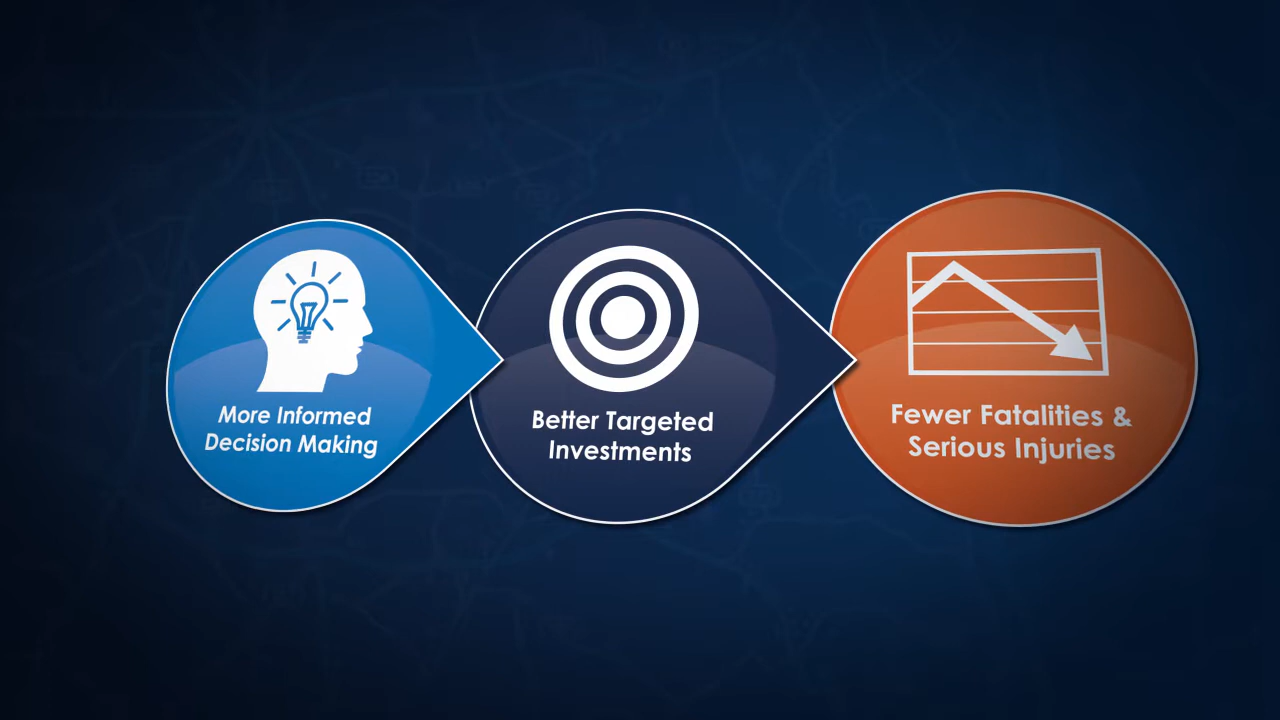 More Informed
Decision Making
Better Targeted
Investments
Fewer Fatalities &
Serious Injuries